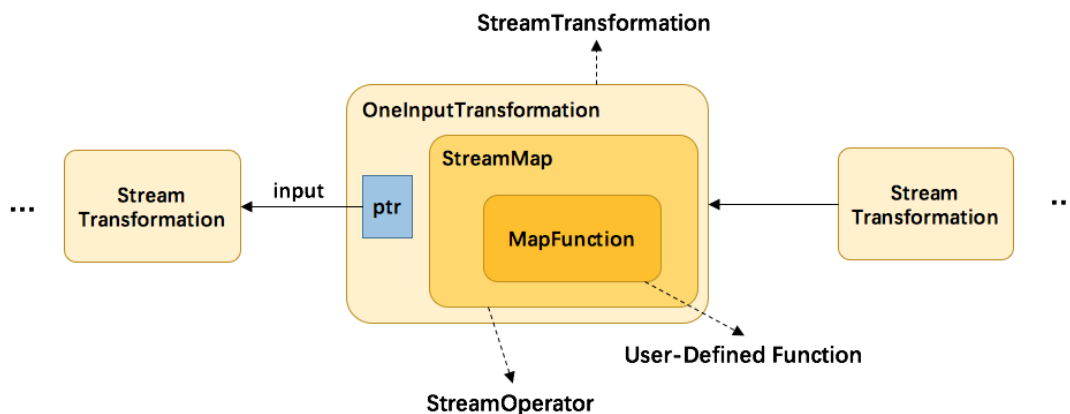 StreamTransformation
OneInputTransformation
StreamMap
...
Stream
Transformation
input
ptr
MapFunction
Stream
Transformation
..
User-Defined Function
StreamOperator